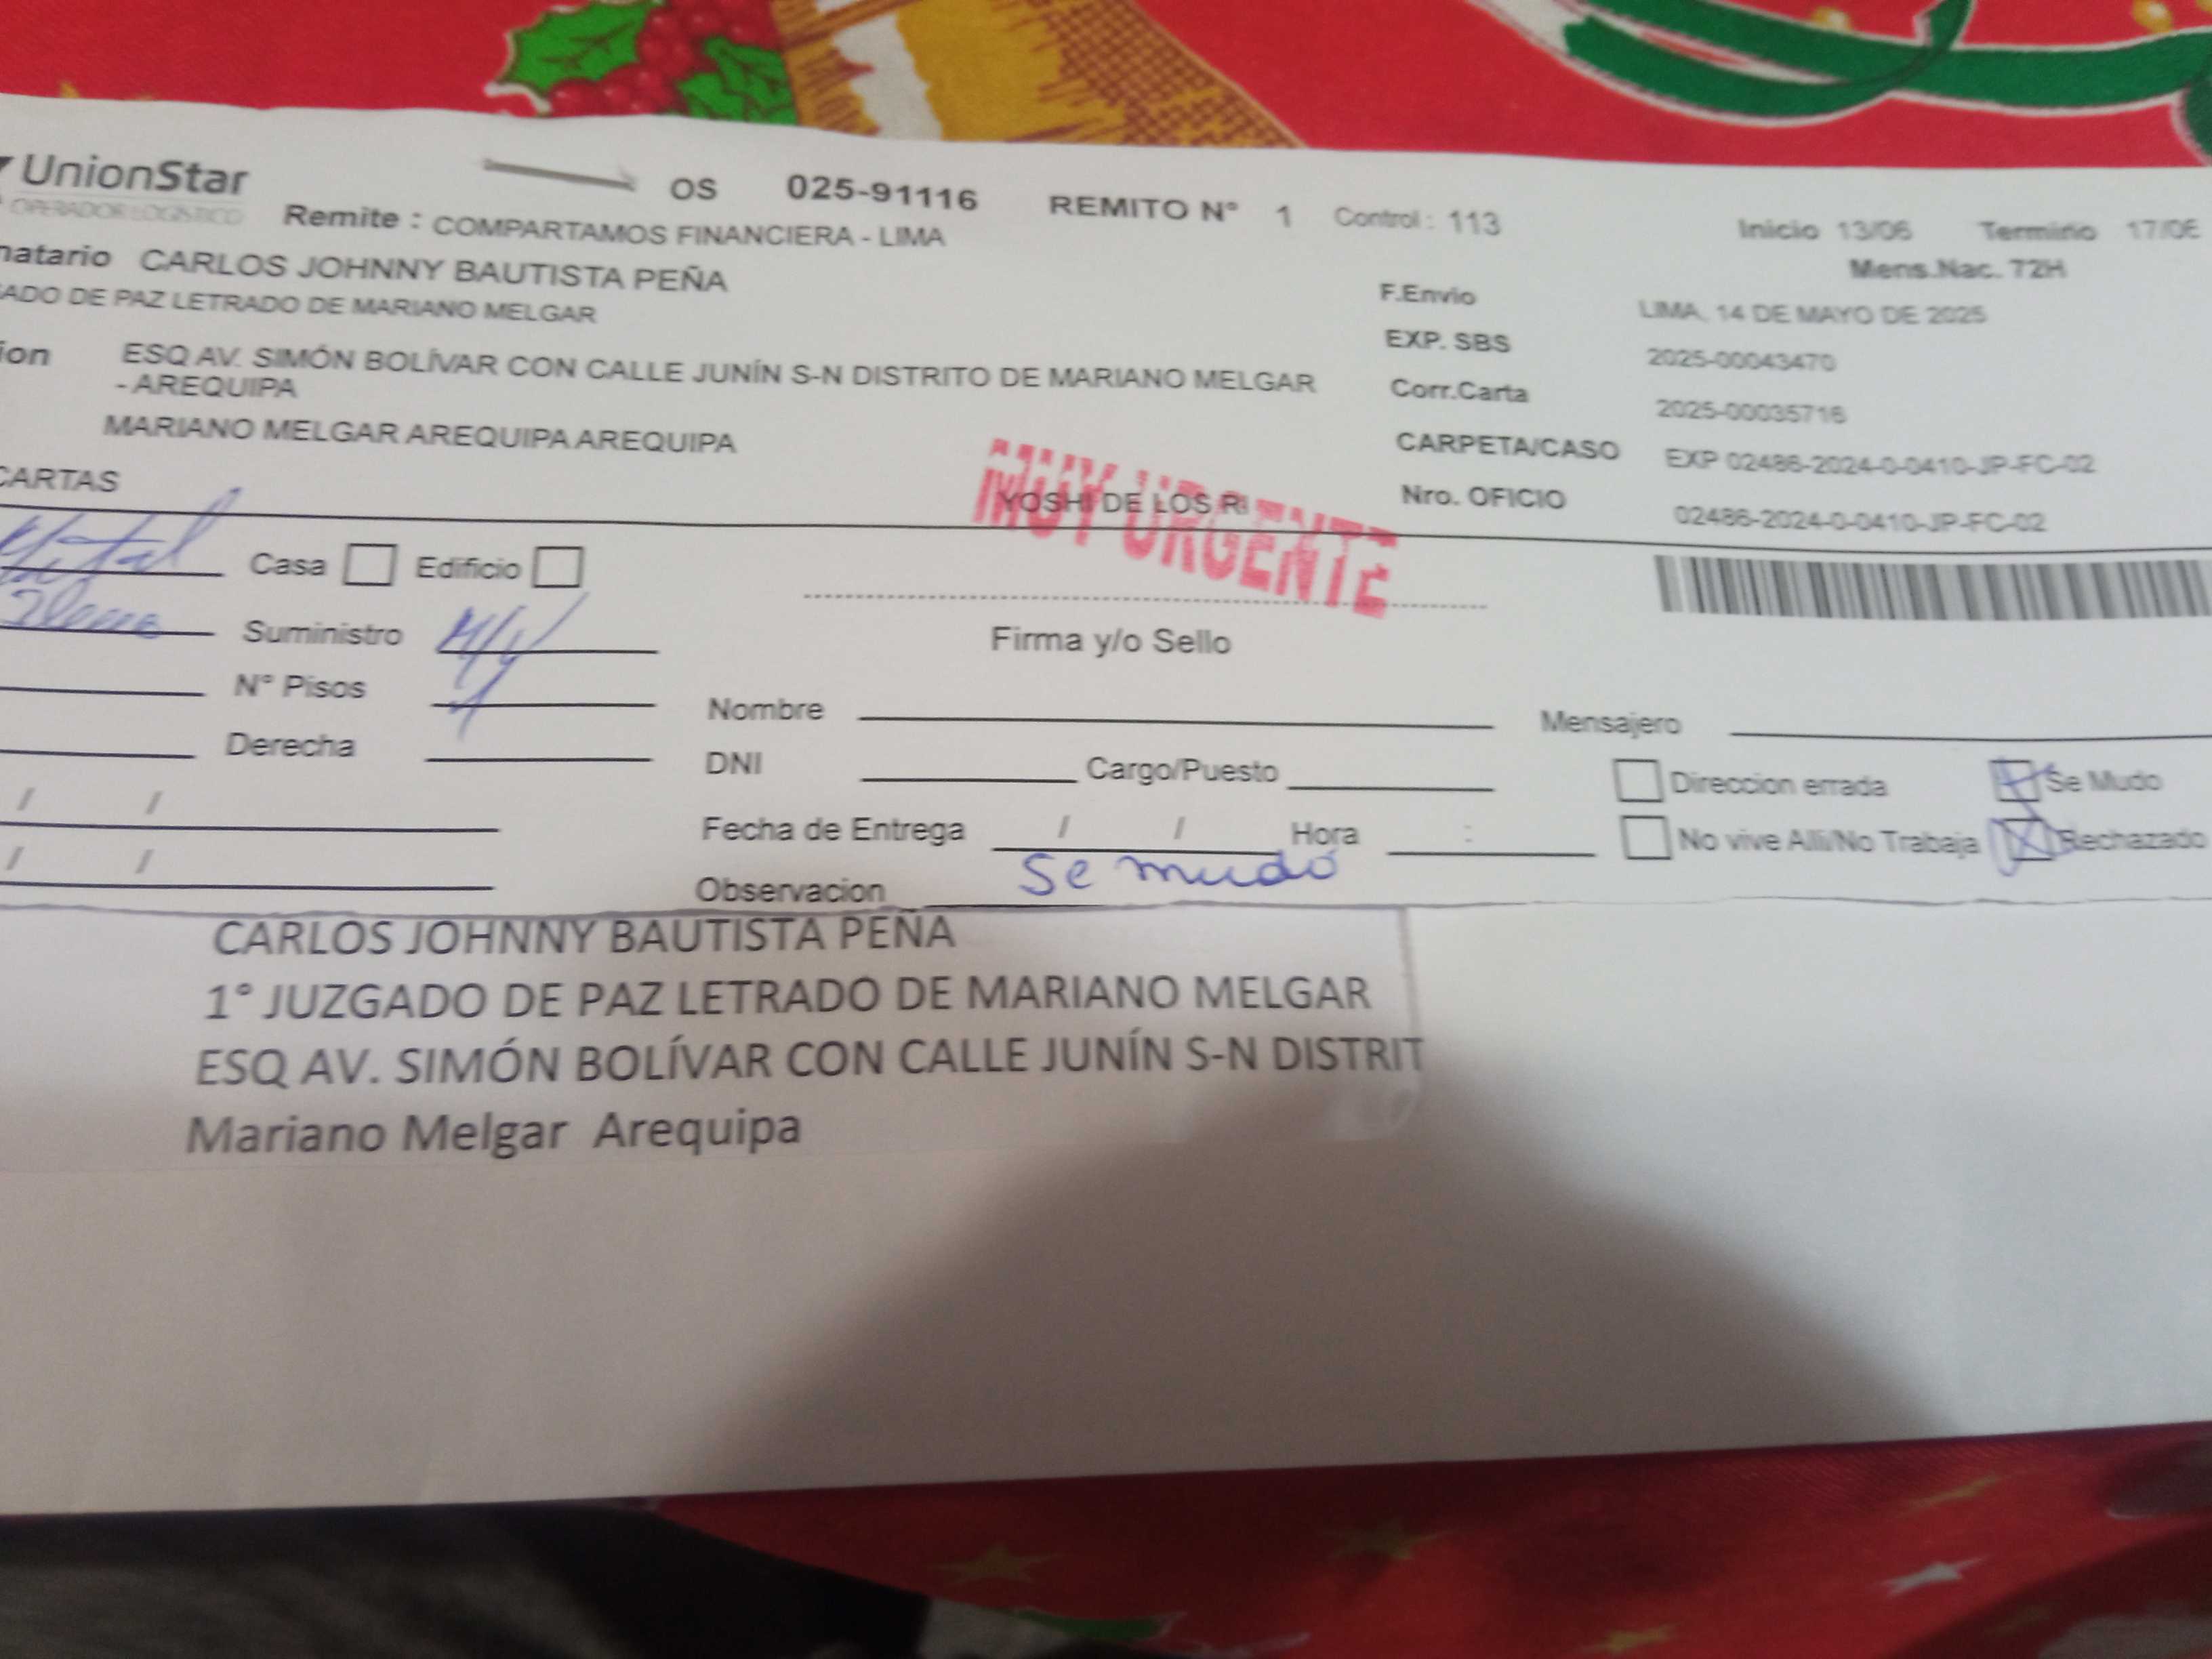 UnionStar OS 025-91116 REMITO N° 1 Control : 113 Inicio 13/06 Termino 17/06
OPERADOR LOGISTICO Remite : COMPARTAMOS FINANCIERA - LIMA Mens.Nac. 72H
natario CARLOS JOHNNY BAUTISTA PEÑA
F.Envio LIMA, 14 DE MAYO DE 2025
ADO DE PAZ LETRADO DE MARIANO MELGAR
EXP. SBS 2025-00043470
ion ESQ AV. SIMÓN BOLÍVAR CON CALLE JUNÍN S-N DISTRITO DE MARIANO MELGAR
- AREQUIPA
Corr.Carta 2025-00035716
MARIANO MELGAR AREQUIPA AREQUIPA
CARPETA/CASO EXP 02486-2024-0-0410-JP-FC-02
CARTAS YOSHI DE LOS RI
MUY URGENTE
Nro. OFICIO 02486-2024-0-0410-JP-FC-02
Casa Edificio
Suministro Firma y/o Sello
N° Pisos 1 Nombre Mensajero
Derecha DNI Cargo/Puesto Direccion errada Se Mudo
/ / Fecha de Entrega / / Hora : No vive Alli/No Trabaja Rechazado
/ / Observacion Se mudó
CARLOS JOHNNY BAUTISTA PEÑA
1° JUZGADO DE PAZ LETRADO DE MARIANO MELGAR
ESQ AV. SIMÓN BOLÍVAR CON CALLE JUNÍN S-N DISTRIT
Mariano Melgar Arequipa